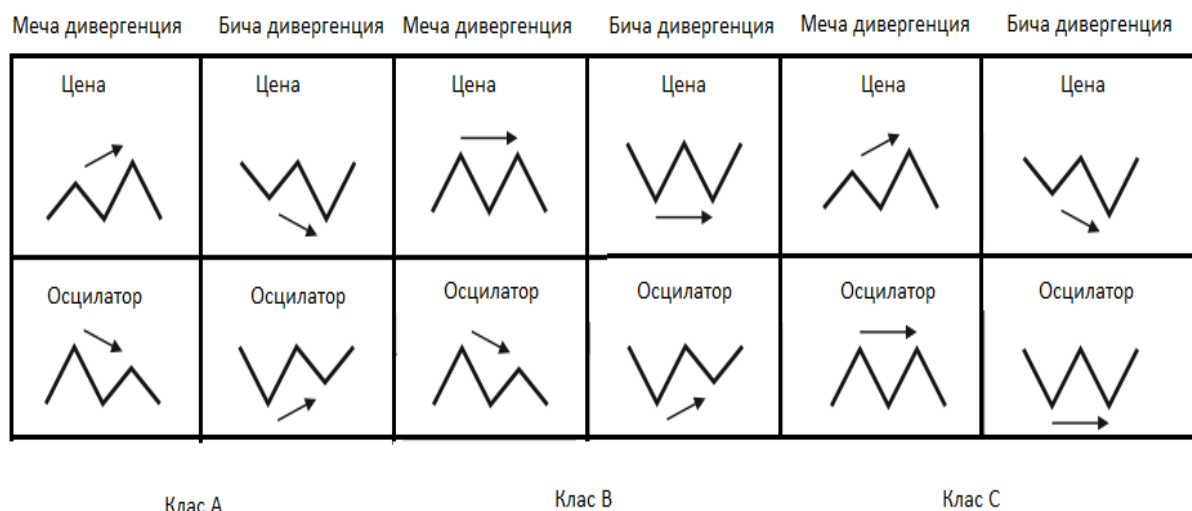 Меча дивергенция Бича дивергенция Меча дивергенция Бича дивергенция Меча дивергенция Бича дивергенция
Цена Цена Цена Цена Цена Цена
Осцилатор Осцилатор Осцилатор Осцилатор Осцилатор Осцилатор
Клас А Клас В Клас С